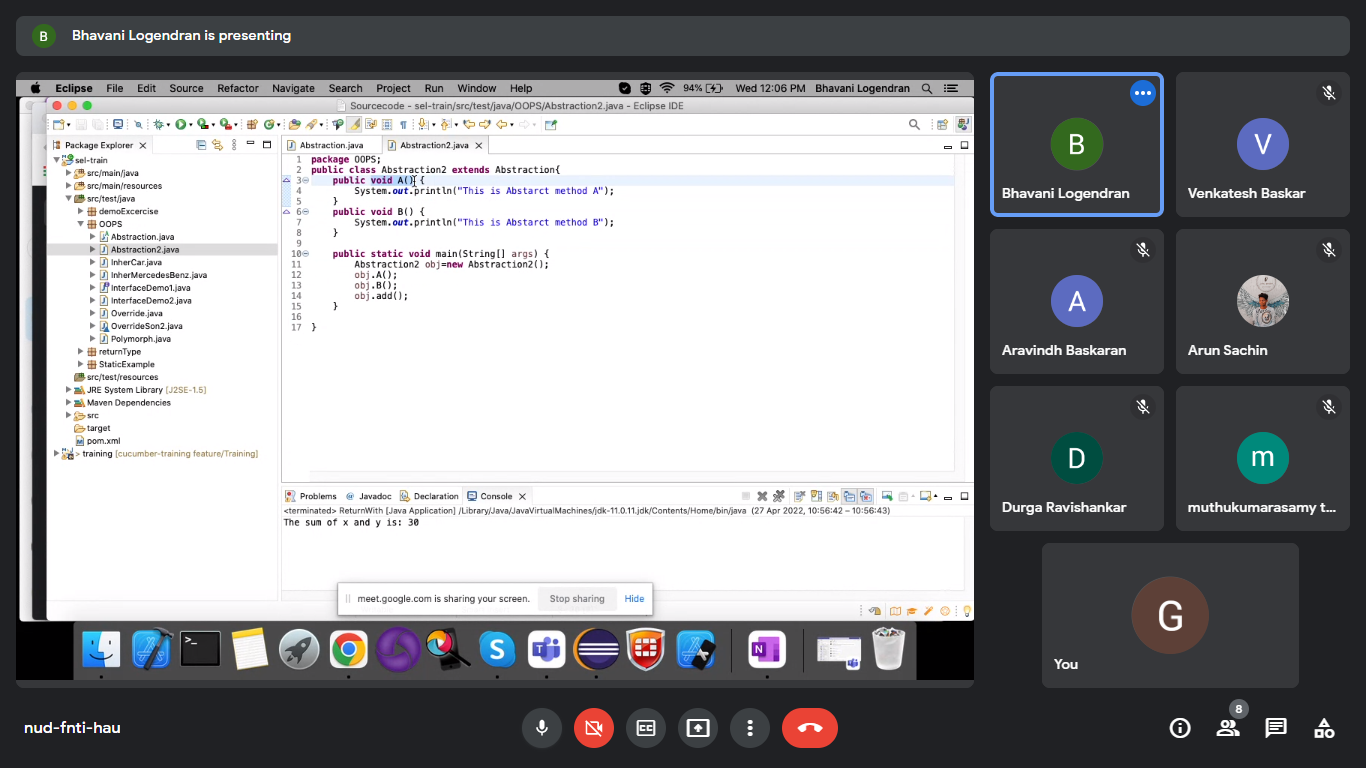 B Bhavani Logendran is presenting
Eclipse File Edit Source Refactor Navigate Search Project Run Window Help 94% Wed 12:06 PM Bhavani Logendran
Sourcecode - sel-train/src/test/java/OOPS/Abstraction2.java - Eclipse IDE
Package Explorer
sel-train
src/main/java
src/main/resources
src/test/java
demoExcercise
OOPS
Abstraction.java
Abstraction2.java
InherCar.java
InherMercedesBenz.java
InterfaceDemo1.java
InterfaceDemo2.java
Override.java
OverrideSon2.java
Polymorph.java
returnType
StaticExample
src/test/resources
JRE System Library [J2SE-1.5]
Maven Dependencies
src
target
pom.xml
> training [cucumber-training feature/Training]
Abstraction.java Abstraction2.java
1 package OOPS;
2 public class Abstraction2 extends Abstraction{
3 public void A() {
4 System.out.println("This is Abstarct method A");
5 }
6 public void B() {
7 System.out.println("This is Abstarct method B");
8 }
9
10 public static void main(String[] args) {
11 Abstraction2 obj=new Abstraction2();
12 obj.A();
13 obj.B();
14 obj.add();
15 }
16
17 }
Problems @ Javadoc Declaration Console
<terminated> ReturnWith [Java Application] /Library/Java/JavaVirtualMachines/jdk-11.0.11.jdk/Contents/Home/bin/java (27 Apr 2022, 10:56:42 – 10:56:43)
The sum of x and y is: 30
meet.google.com is sharing your screen. Stop sharing Hide
B
Bhavani Logendran
V
Venkatesh Baskar
A
Aravindh Baskaran
Arun Sachin
D
Durga Ravishankar
m
muthukumarasamy t...
G
You
nud-fnti-hau
8